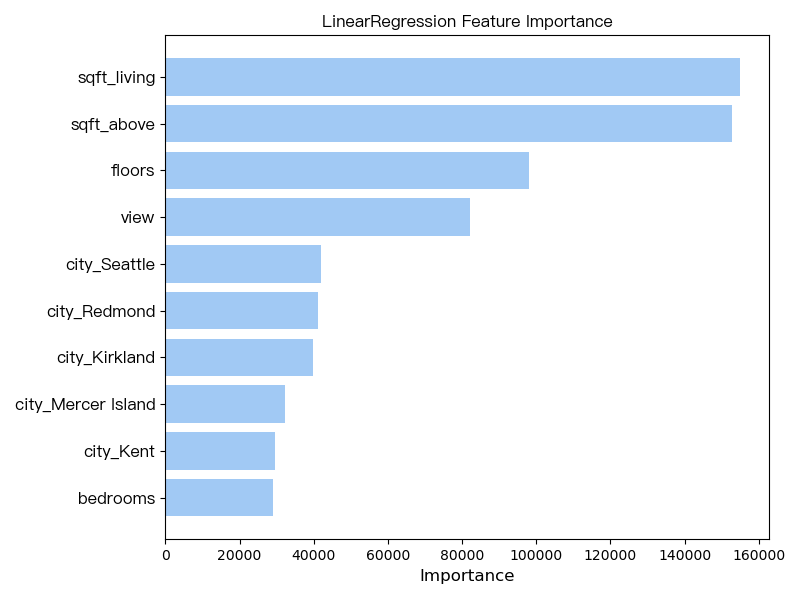 LinearRegression Feature Importance
sqft_living
sqft_above
floors
view
city_Seattle
city_Redmond
city_Kirkland
city_Mercer Island
city_Kent
bedrooms
0 20000 40000 60000 80000 100000 120000 140000 160000
Importance